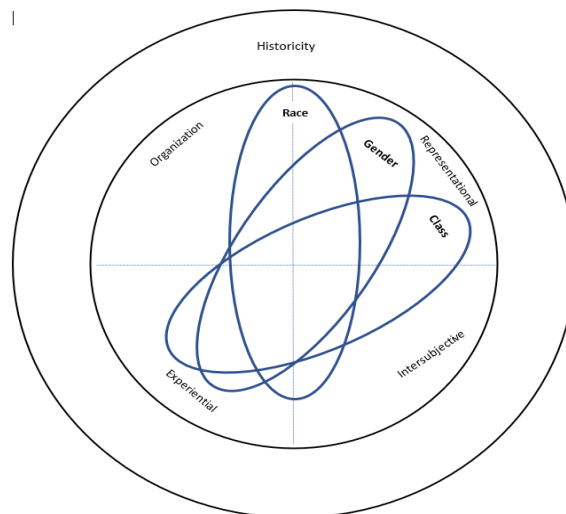 Historicity
Race
Organization
Gender
Representational
Class
Intersubjective
Experiential